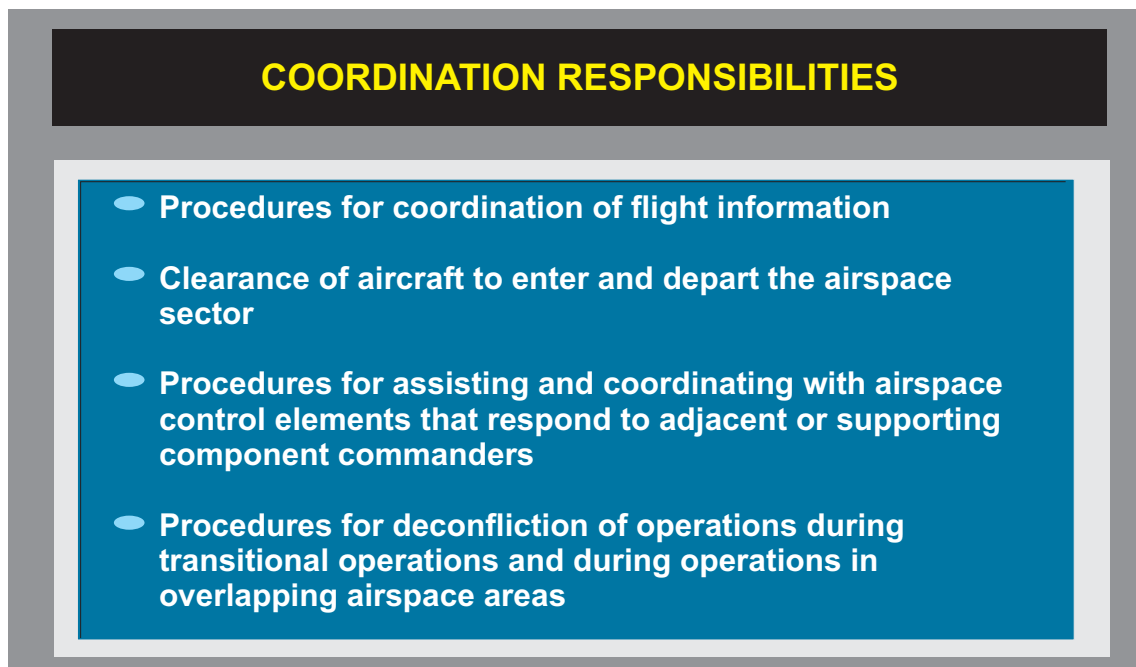 COORDINATION RESPONSIBILITIES
Procedures for coordination of flight information
Clearance of aircraft to enter and depart the airspace
sector
Procedures for assisting and coordinating with airspace
control elements that respond to adjacent or supporting
component commanders
Procedures for deconfliction of operations during
transitional operations and during operations in
overlapping airspace areas